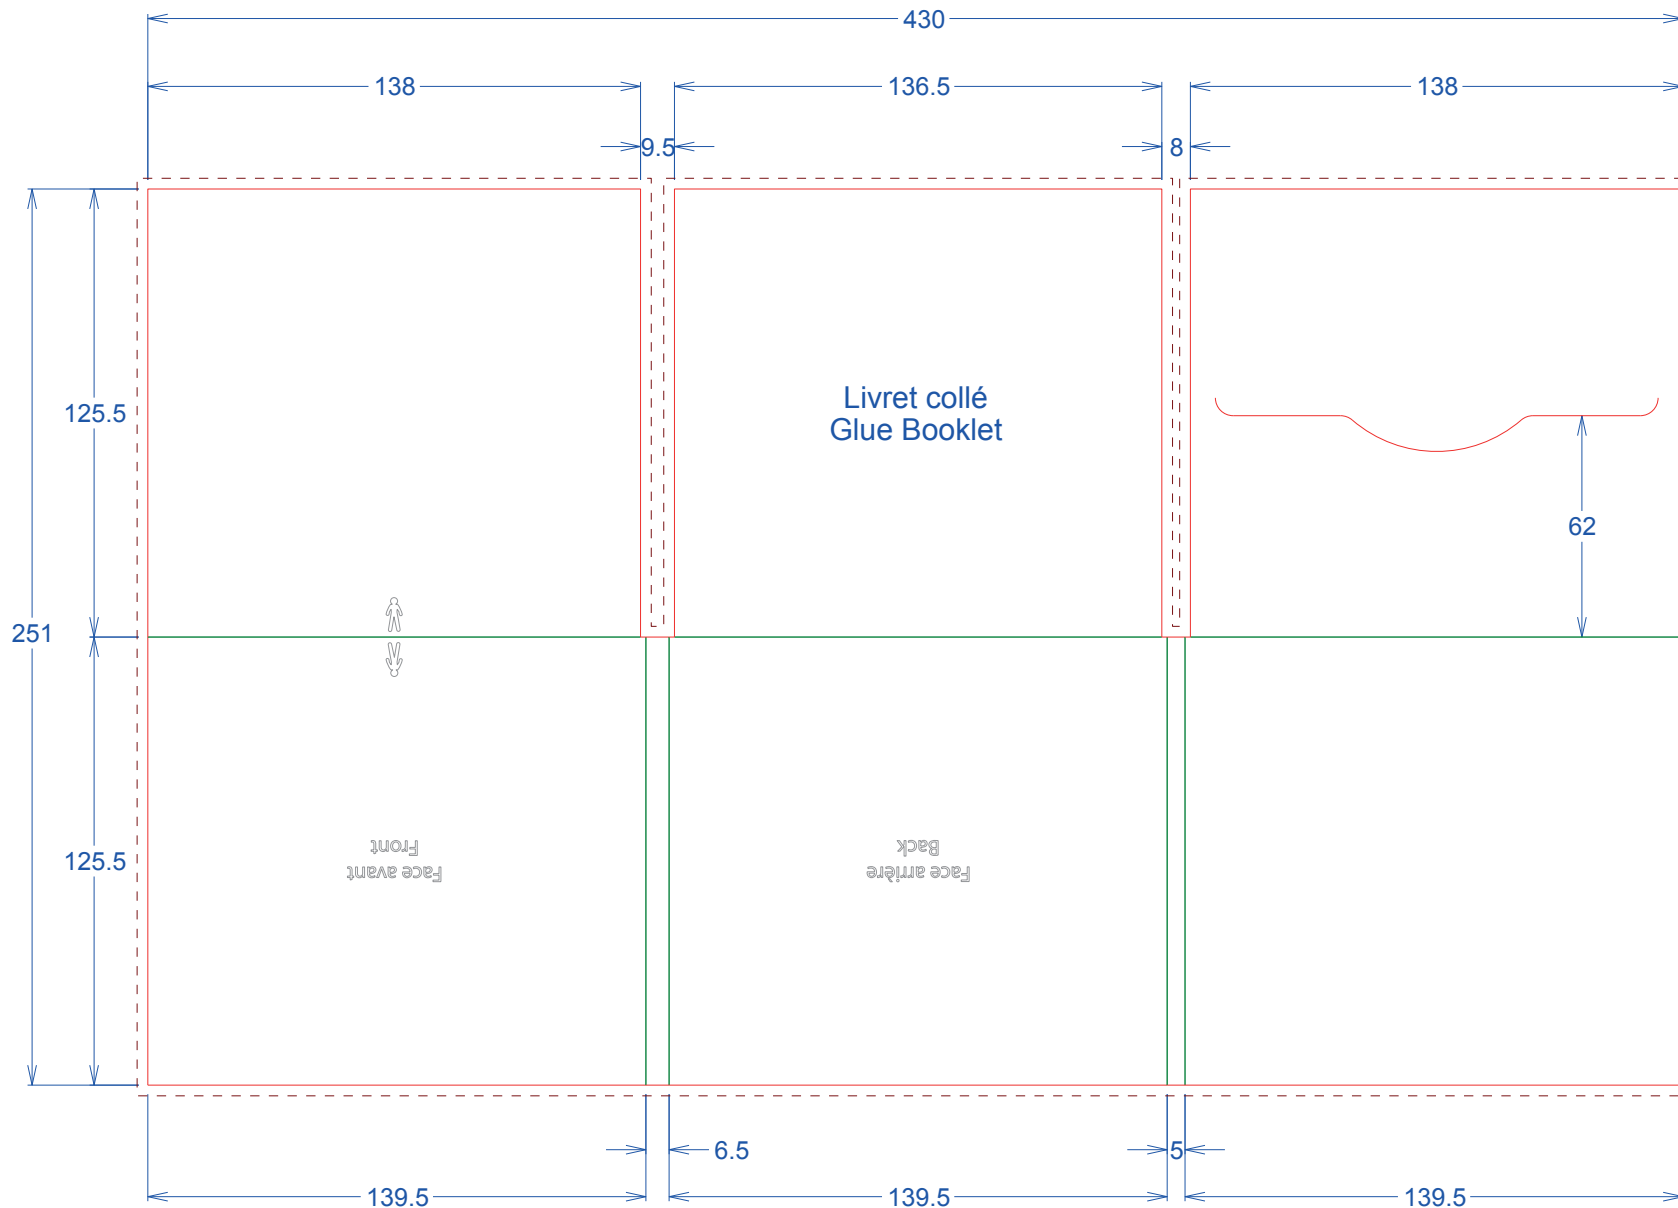 430
138
136.5
138
9.5
8
Livret collé
Glue Booklet
125.5
62
251
Face avant
Front
Face arrière
Back
125.5
6.5
5
139.5
139.5
139.5